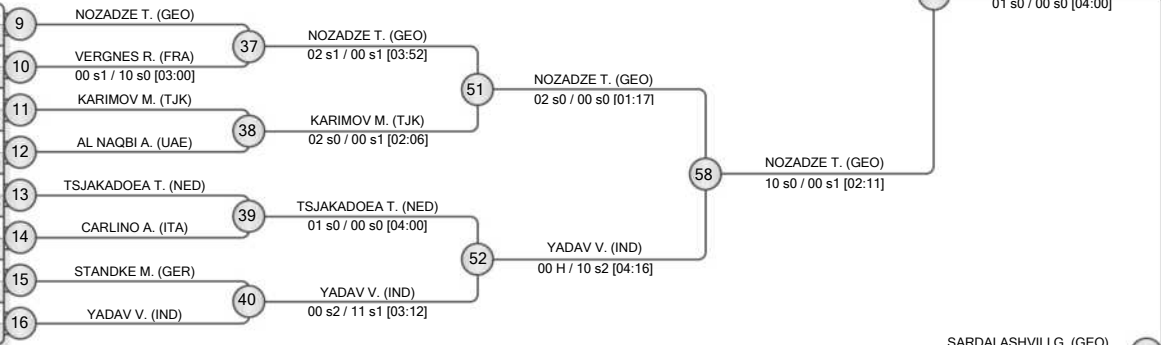 01 s0 / 00 s0 [04:00]
9
NOZADZE T. (GEO)
37
NOZADZE T. (GEO)
02 s1 / 00 s1 [03:52]
10
VERGNES R. (FRA)
00 s1 / 10 s0 [03:00]
51
NOZADZE T. (GEO)
02 s0 / 00 s0 [01:17]
11
KARIMOV M. (TJK)
38
KARIMOV M. (TJK)
02 s0 / 00 s1 [02:06]
12
AL NAQBI A. (UAE)
58
NOZADZE T. (GEO)
10 s0 / 00 s1 [02:11]
13
TSJAKADOEA T. (NED)
39
TSJAKADOEA T. (NED)
01 s0 / 00 s0 [04:00]
14
CARLINO A. (ITA)
52
YADAV V. (IND)
00 H / 10 s2 [04:16]
15
STANDKE M. (GER)
40
YADAV V. (IND)
00 s2 / 11 s1 [03:12]
16
YADAV V. (IND)
SARDALASHVILI G. (GEO)